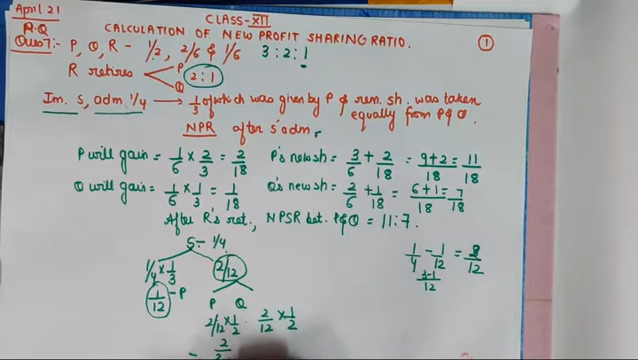 April 21
CLASS-XII
R.Q
CALCULATION OF NEW PROFIT SHARING RATIO.
①
Ques 7:- P, Q, R - 1/2, 2/6 & 1/6 3:2:1
R retires P 2:1
Q
Im. S, adm 1/4 → 1/3 of which was given by P & rem. sh. was taken
equally from P & Q.
NPR after S'adm,
P will gain = 1/6 × 2/3 = 2/18 P's new sh = 3/6 + 2/18 = 9+2/18 = 11/18
Q will gain = 1/6 × 1/3 = 1/18 Q's new sh = 2/6 + 1/18 = 6+1/18 = 7/18
After R's ret., NPSR bet. P & Q = 11:7.
S - 1/4
1/4 - 1/12 = 2/12
3-1/12
1/4 × 1/3 2/12
1/12 - P
P Q
2/12 × 1/2 2/12 × 1/2
= 2